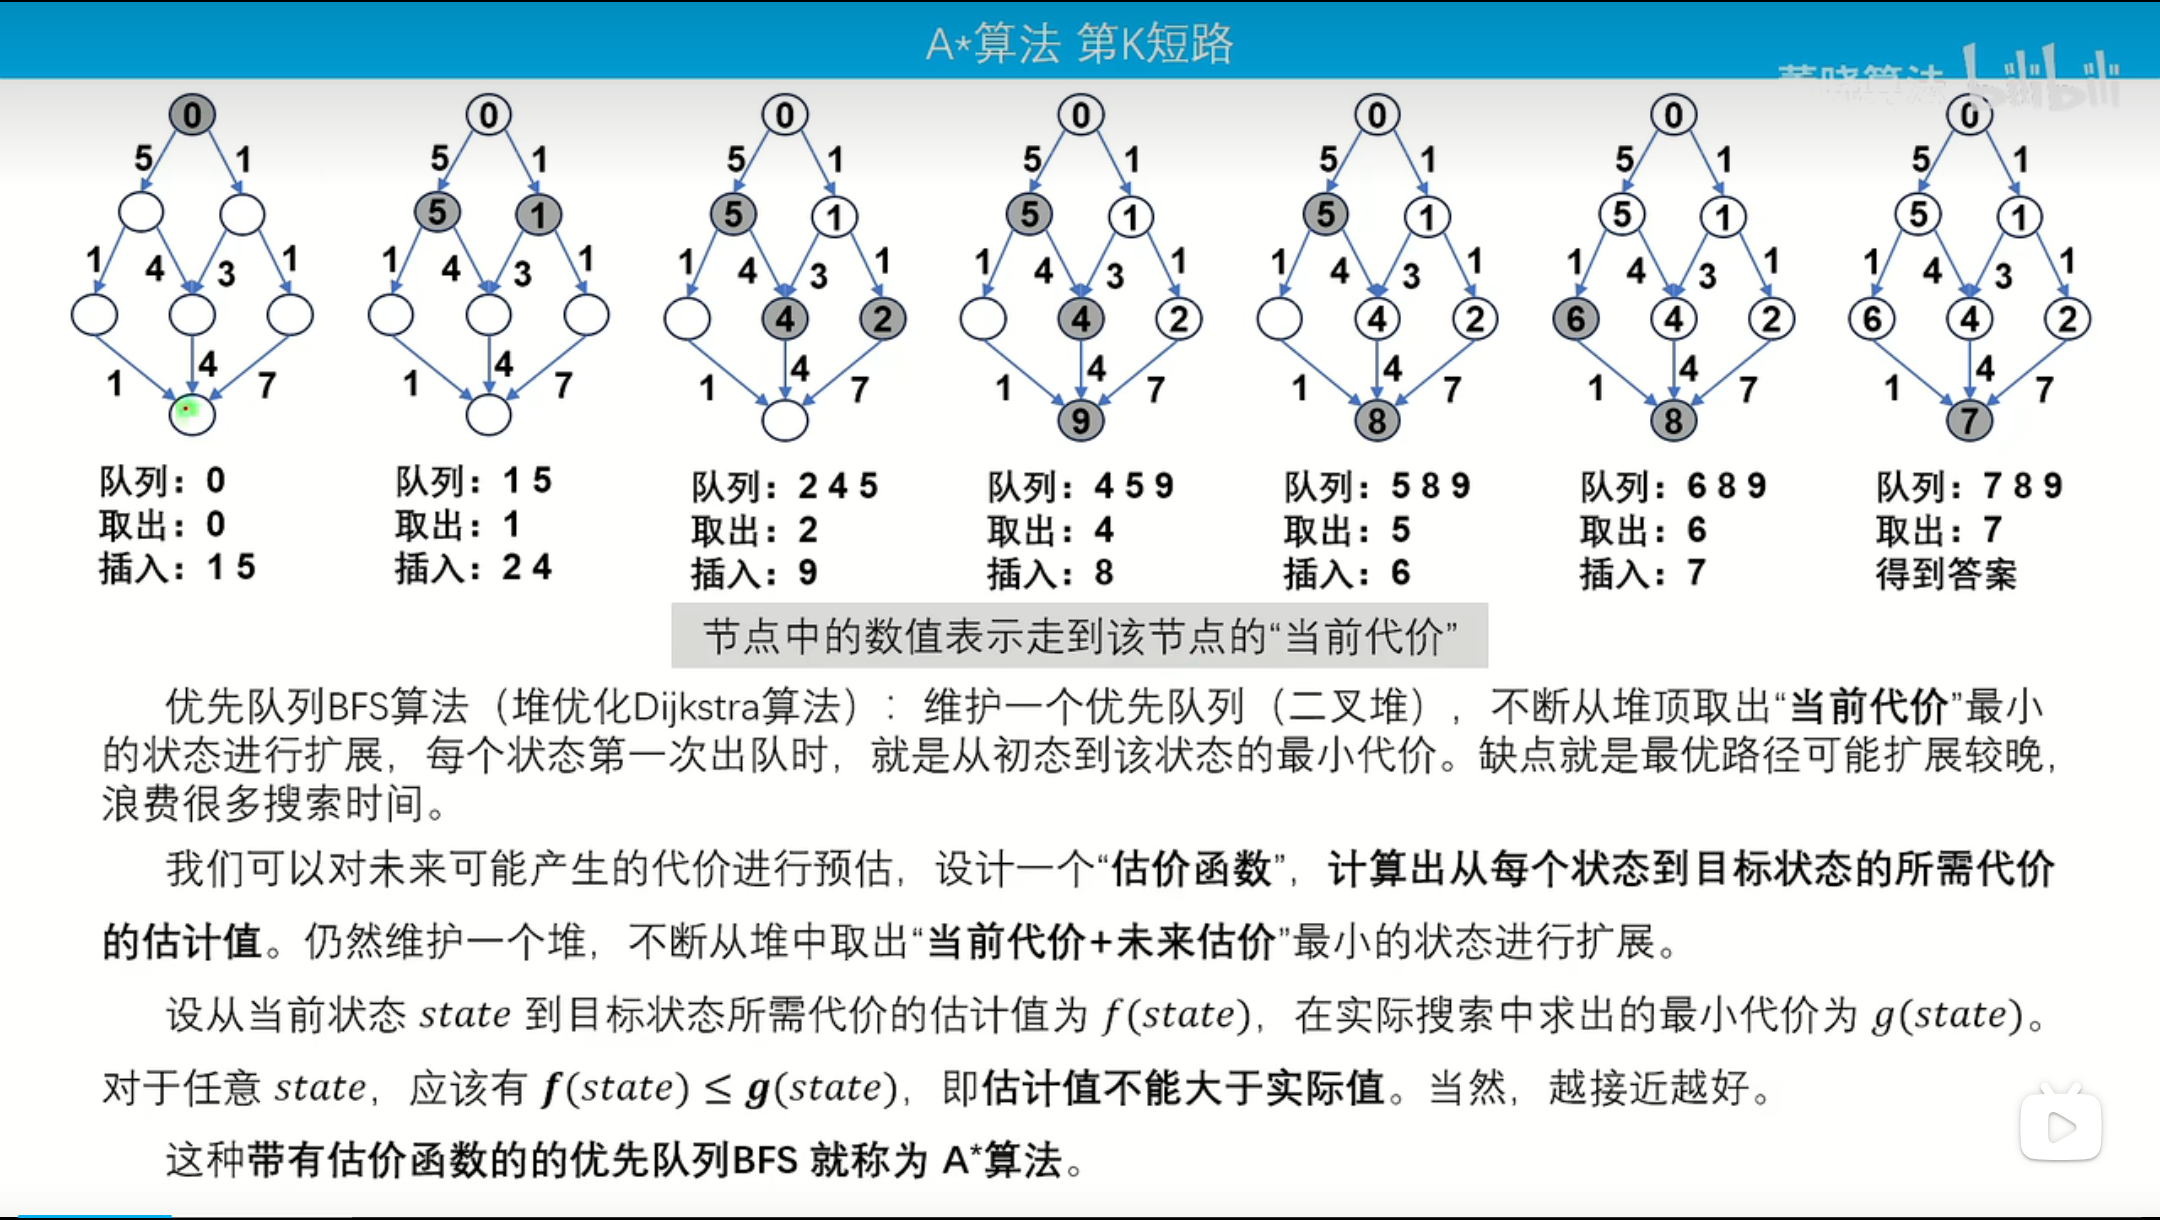 A*算法 第K短路
董晓算法 bilibili
0 0 0 0 0 0 0
5 1 5 1 5 1 5 1 5 1 5 1 5 1
5 1 5 1 5 1 5 1 5 1 5 1
1 4 3 1 1 4 3 1 1 4 3 1 1 4 3 1 1 4 3 1 1 4 3 1 1 4 3 1
4 2 4 2 4 2 6 4 2 6 4 2
1 4 7 1 4 7 1 4 7 1 4 7 1 4 7 1 4 7 1 4 7
9 8 8 7
队列：0
取出：0
插入：1 5
队列：1 5
取出：1
插入：2 4
队列：2 4 5
取出：2
插入：9
队列：4 5 9
取出：4
插入：8
队列：5 8 9
取出：5
插入：6
队列：6 8 9
取出：6
插入：7
队列：7 8 9
取出：7
得到答案
节点中的数值表示走到该节点的“当前代价”
优先队列BFS算法（堆优化Dijkstra算法）：维护一个优先队列（二叉堆），不断从堆顶取出“当前代价”最小
的状态进行扩展，每个状态第一次出队时，就是从初态到该状态的最小代价。缺点就是最优路径可能扩展较晚，
浪费很多搜索时间。
我们可以对未来可能产生的代价进行预估，设计一个“估价函数”，计算出从每个状态到目标状态的所需代价
的估计值。仍然维护一个堆，不断从堆中取出“当前代价+未来估价”最小的状态进行扩展。
设从当前状态 state 到目标状态所需代价的估计值为 f(state)，在实际搜索中求出的最小代价为 g(state)。
对于任意 state，应该有 f(state) ≤ g(state)，即估计值不能大于实际值。当然，越接近越好。
这种带有估价函数的的优先队列BFS 就称为 A*算法。